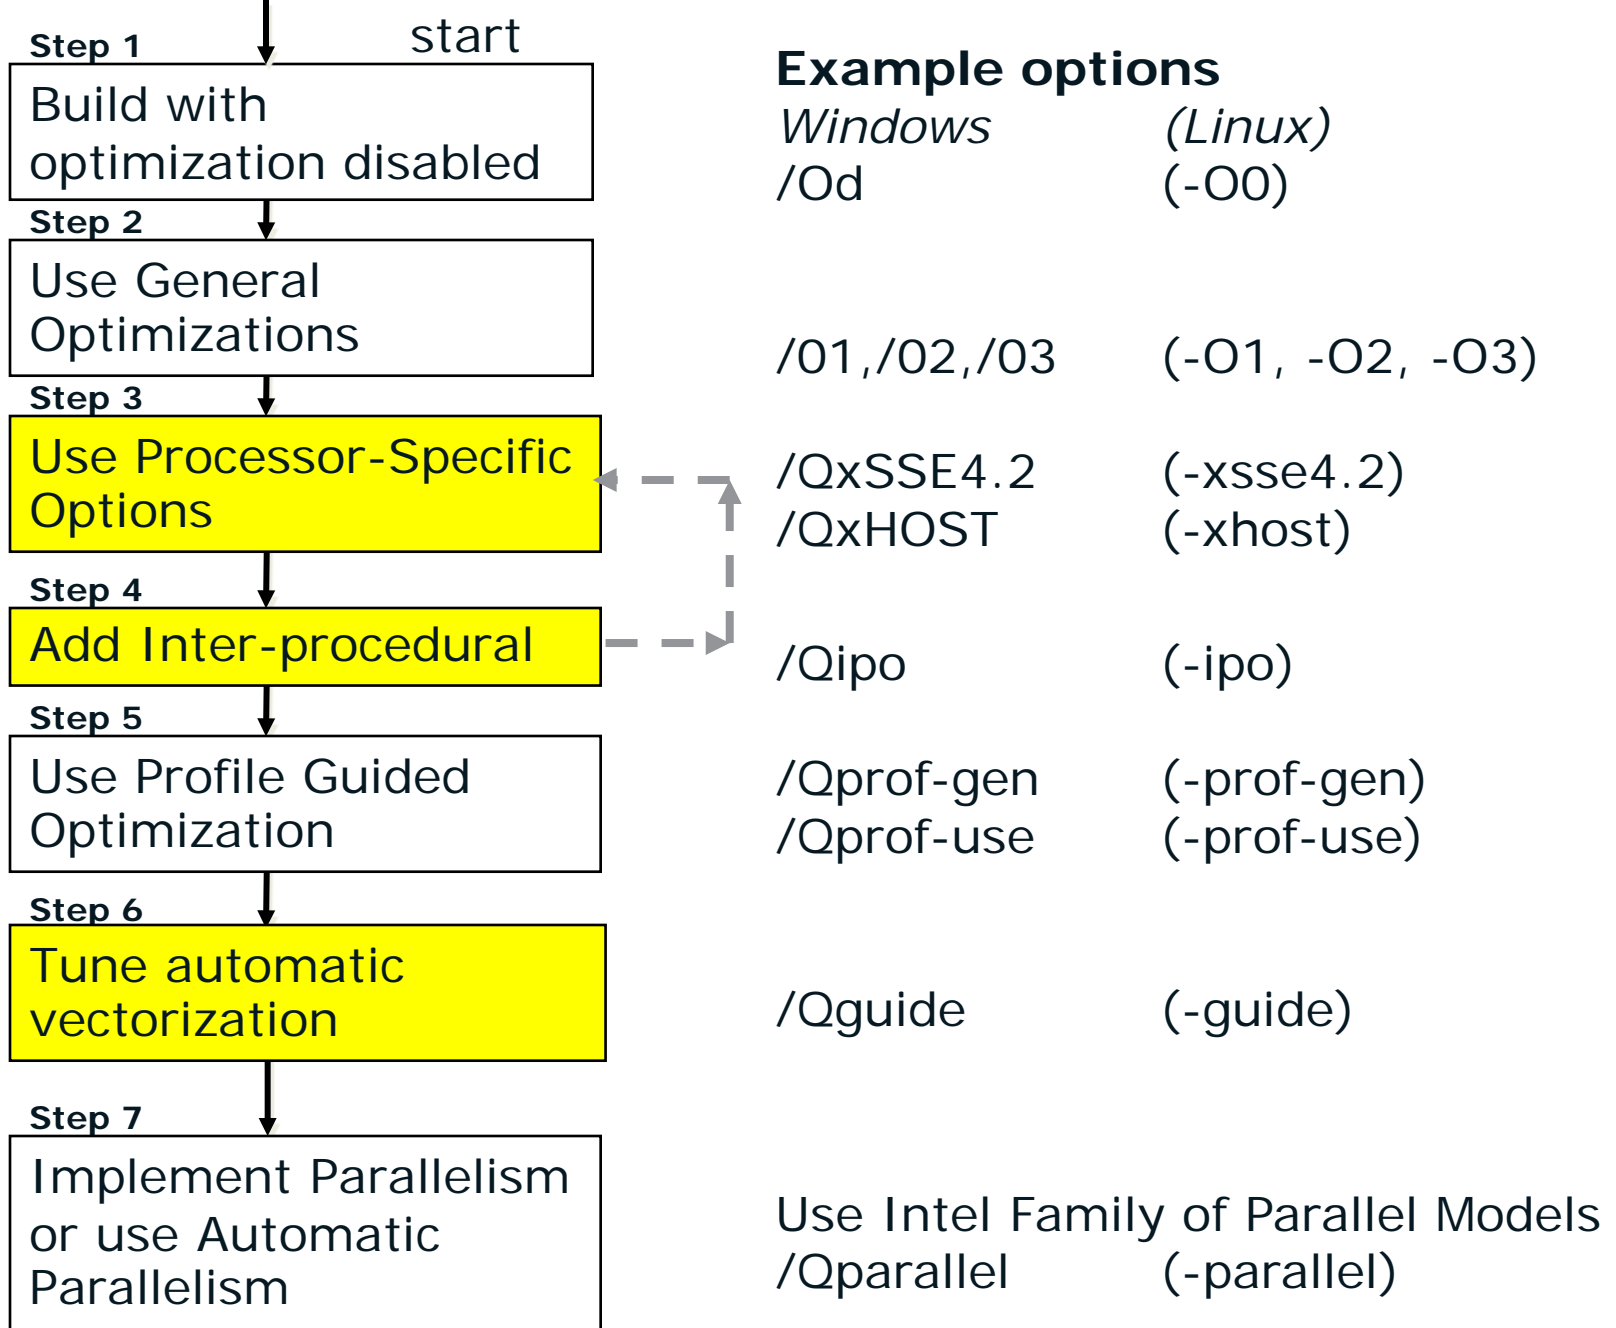 start
Step 1
Build with
optimization disabled
Step 2
Use General
Optimizations
Step 3
Use Processor-Specific
Options
Step 4
Add Inter-procedural
Step 5
Use Profile Guided
Optimization
Step 6
Tune automatic
vectorization
Step 7
Implement Parallelism
or use Automatic
Parallelism
Example options
Windows (Linux)
/Od (-O0)
/01,/02,/03 (-O1, -O2, -O3)
/QxSSE4.2 (-xsse4.2)
/QxHOST (-xhost)
/Qipo (-ipo)
/Qprof-gen (-prof-gen)
/Qprof-use (-prof-use)
/Qguide (-guide)
Use Intel Family of Parallel Models
/Qparallel (-parallel)